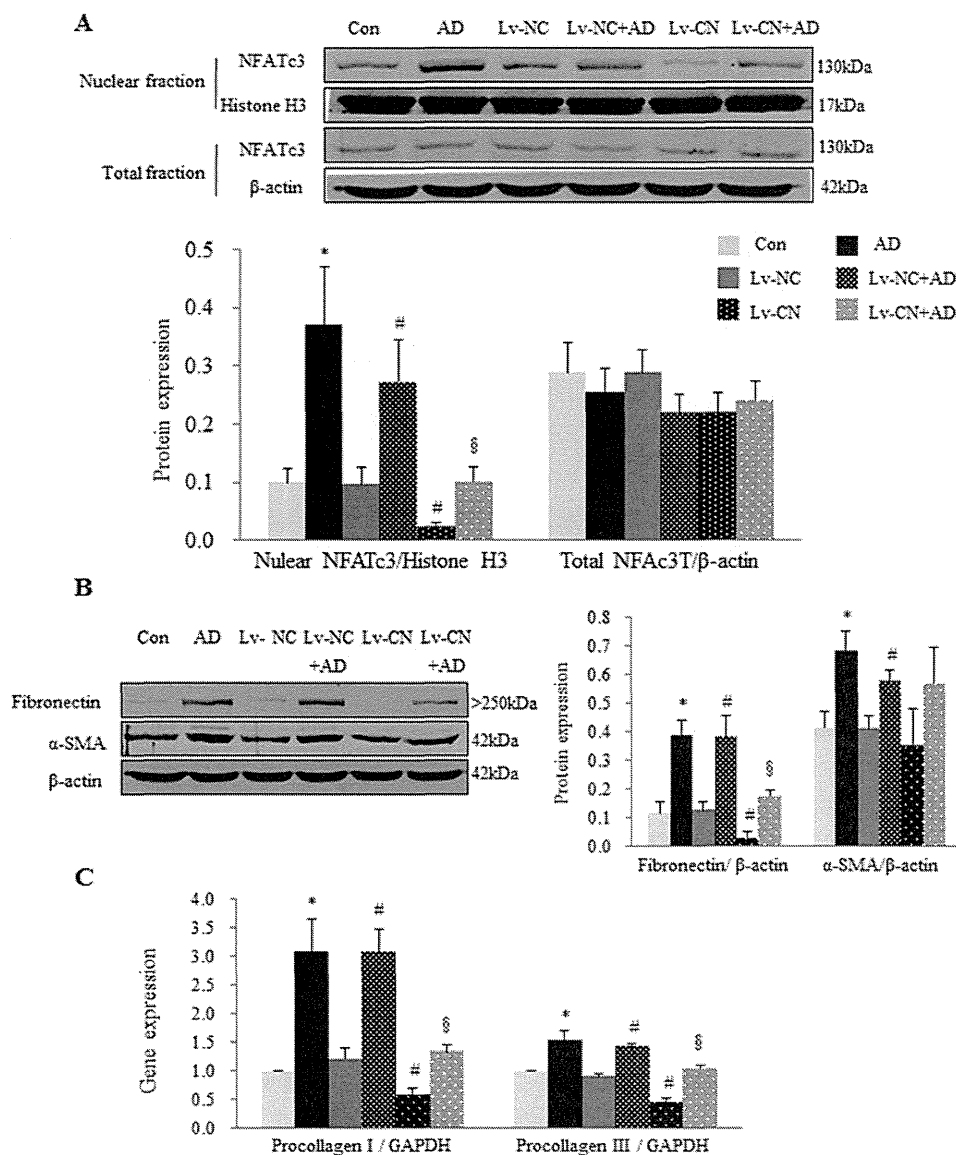 A
Con AD Lv-NC Lv-NC+AD Lv-CN Lv-CN+AD
Nuclear fraction
NFATc3 130kDa
Histone H3 17kDa
Total fraction
NFATc3 130kDa
β-actin 42kDa
Con AD
Lv-NC Lv-NC+AD
Lv-CN Lv-CN+AD
Protein expression
0.5
0.4
0.3
0.2
0.1
0.0
*
#
#
§
Nulear NFATc3/Histone H3 Total NFAc3T/β-actin
B
Con AD Lv- NC Lv-NC +AD Lv-CN Lv-CN +AD
Fibronectin >250kDa
α-SMA 42kDa
β-actin 42kDa
Protein expression
0.8
0.7
0.6
0.5
0.4
0.3
0.2
0.1
0.0
*
#
#
§
*
#
Fibronectin/ β-actin α-SMA/β-actin
C
Gene expression
4.0
3.5
3.0
2.5
2.0
1.5
1.0
0.5
0.0
*
#
#
§
*
#
#
§
Procollagen I / GAPDH Procollagen III / GAPDH